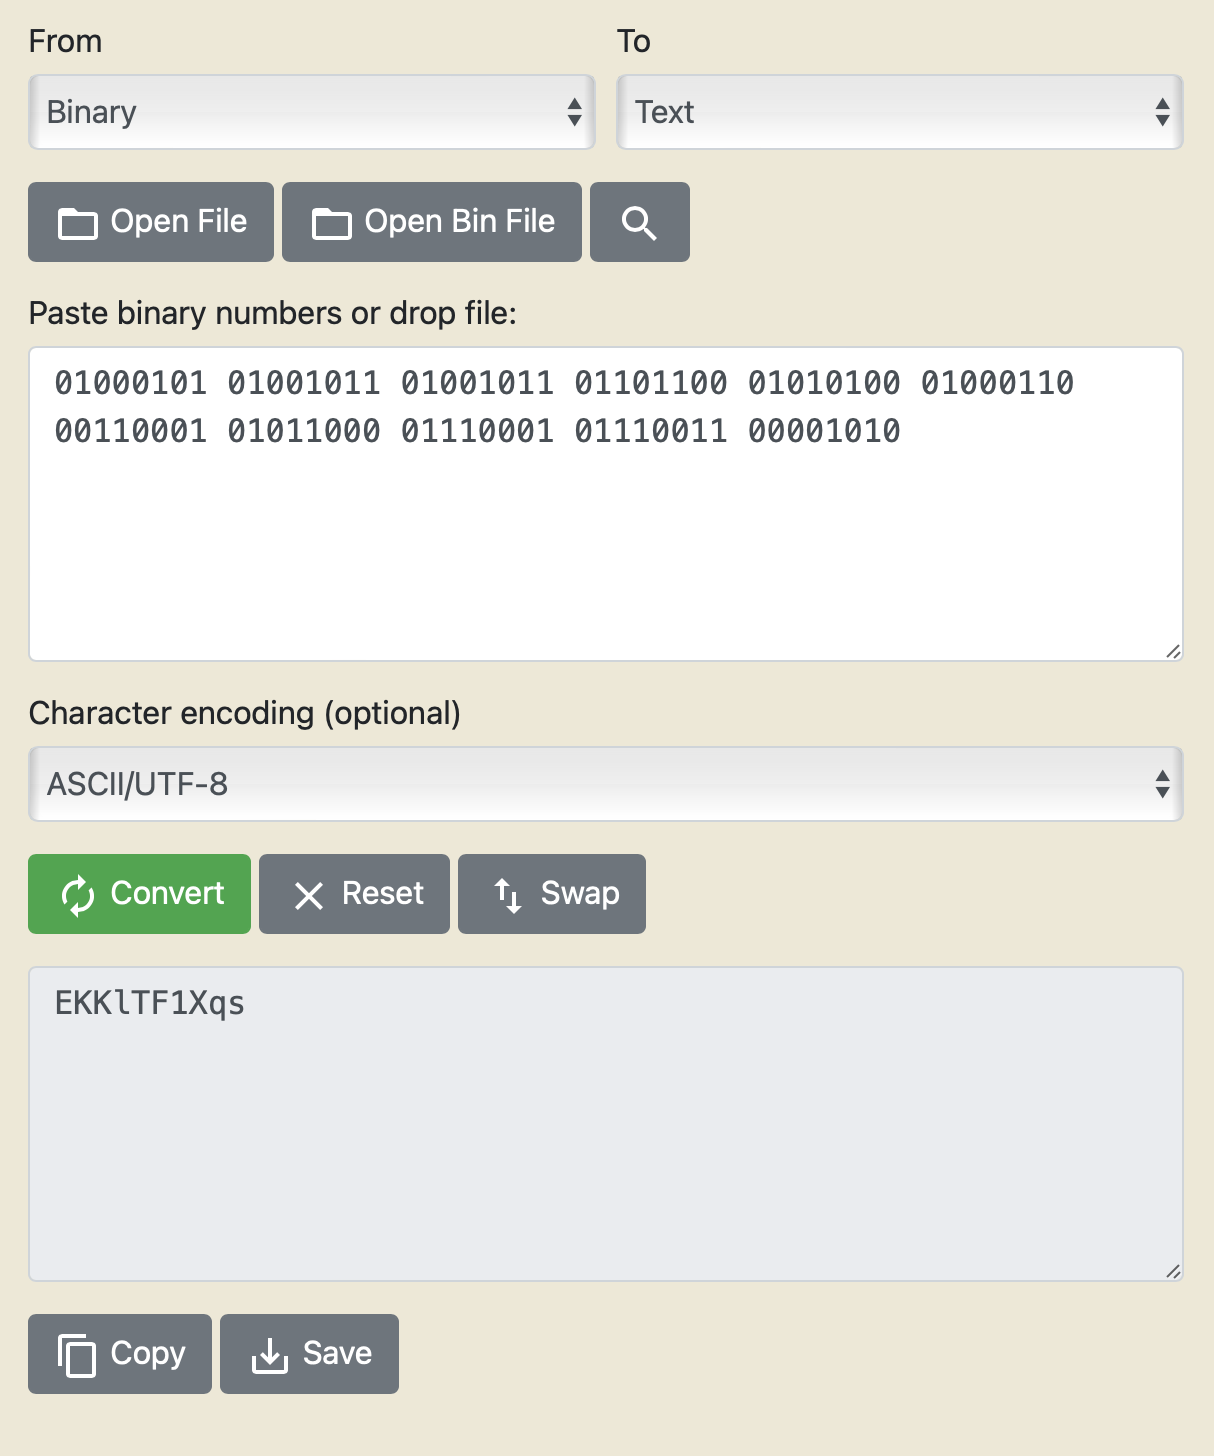 From To
Binary Text
Open File Open Bin File
Paste binary numbers or drop file:
01000101 01001011 01001011 01101100 01010100 01000110
00110001 01011000 01110001 01110011 00001010
Character encoding (optional)
ASCII/UTF-8
Convert Reset Swap
EKKlTF1Xqs
Copy Save